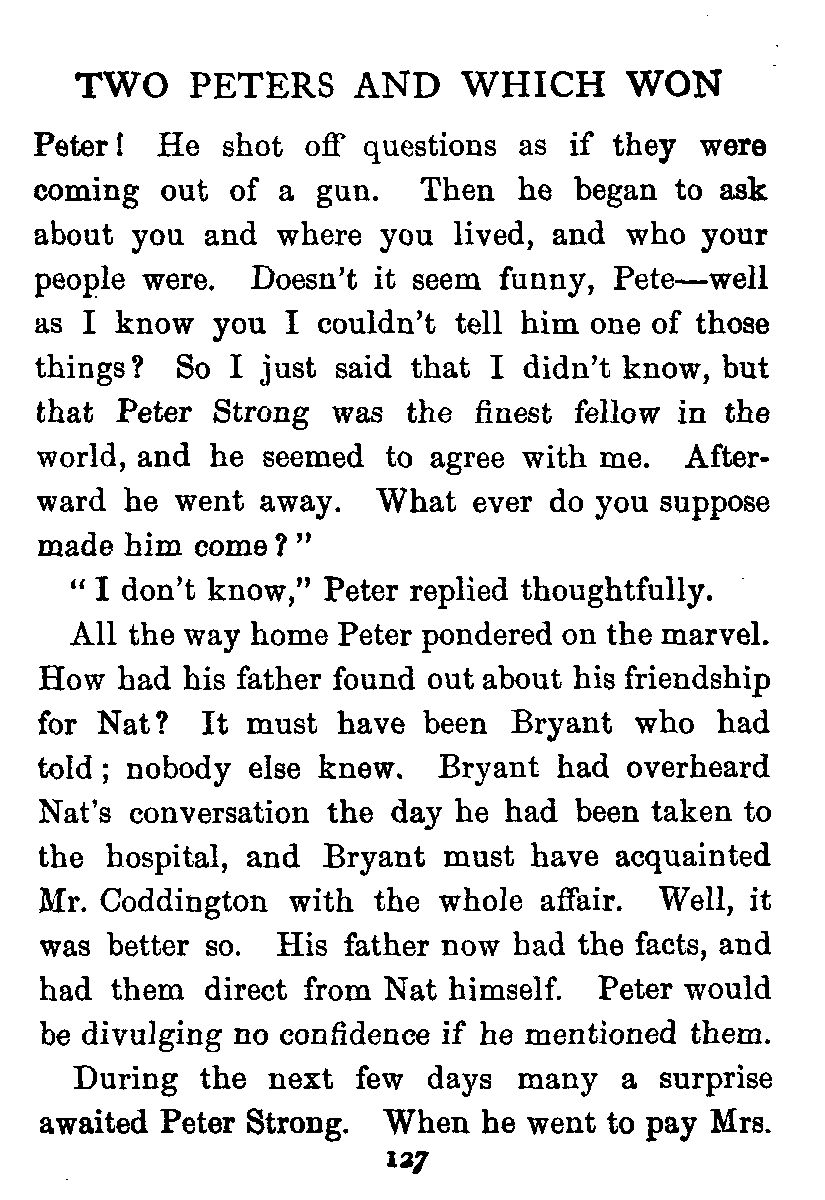 TWO PETERS AND WHICH WON
Peter! He shot off questions as if they were
coming out of a gun. Then he began to ask
about you and where you lived, and who your
people were. Doesn't it seem funny, Pete—well
as I know you I couldn't tell him one of those
things? So I just said that I didn't know, but
that Peter Strong was the finest fellow in the
world, and he seemed to agree with me. After-
ward he went away. What ever do you suppose
made him come?"
"I don't know," Peter replied thoughtfully.
All the way home Peter pondered on the marvel.
How had his father found out about his friendship
for Nat? It must have been Bryant who had
told; nobody else knew. Bryant had overheard
Nat's conversation the day he had been taken to
the hospital, and Bryant must have acquainted
Mr. Coddington with the whole affair. Well, it
was better so. His father now had the facts, and
had them direct from Nat himself. Peter would
be divulging no confidence if he mentioned them.
During the next few days many a surprise
awaited Peter Strong. When he went to pay Mrs.
127